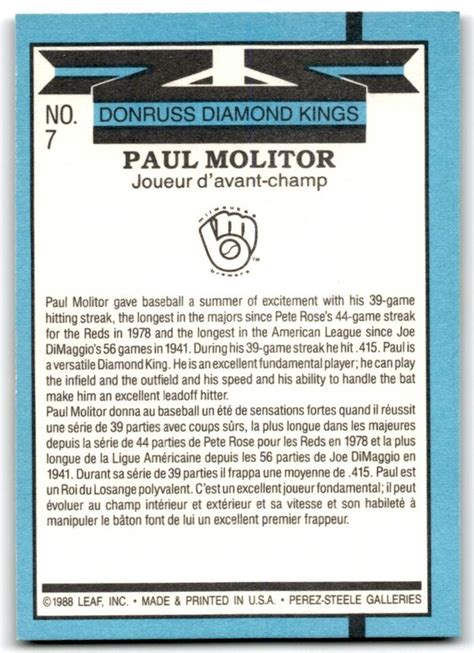 NO.
7
DONRUSS DIAMOND KINGS
PAUL MOLITOR
Joueur d'avant-champ
milwaukee
brewers
TM
Paul Molitor gave baseball a summer of excitement with his 39-game
hitting streak, the longest in the majors since Pete Rose's 44-game streak
for the Reds in 1978 and the longest in the American League since Joe
DiMaggio's 56 games in 1941. During his 39-game streak he hit .415. Paul is
a versatile Diamond King. He is an excellent fundamental player; he can play
the infield and the outfield and his speed and his ability to handle the bat
make him an excellent leadoff hitter.
Paul Molitor donna au baseball un été de sensations fortes quand il réussit
une série de 39 parties avec coups sûrs, la plus longue dans les majeures
depuis la série de 44 parties de Pete Rose pour les Reds en 1978 et la plus
longue de la Ligue Américaine depuis les 56 parties de Joe DiMaggio en
1941. Durant sa série de 39 parties il frappa une moyenne de .415. Paul est
un Roi du Losange polyvalent. C'est un excellent joueur fondamental; il peut
évoluer au champ intérieur et extérieur et sa vitesse et son habileté à
manipuler le bâton font de lui un excellent premier frappeur.
©1988 LEAF, INC. • MADE & PRINTED IN U.S.A. • PEREZ-STEELE GALLERIES